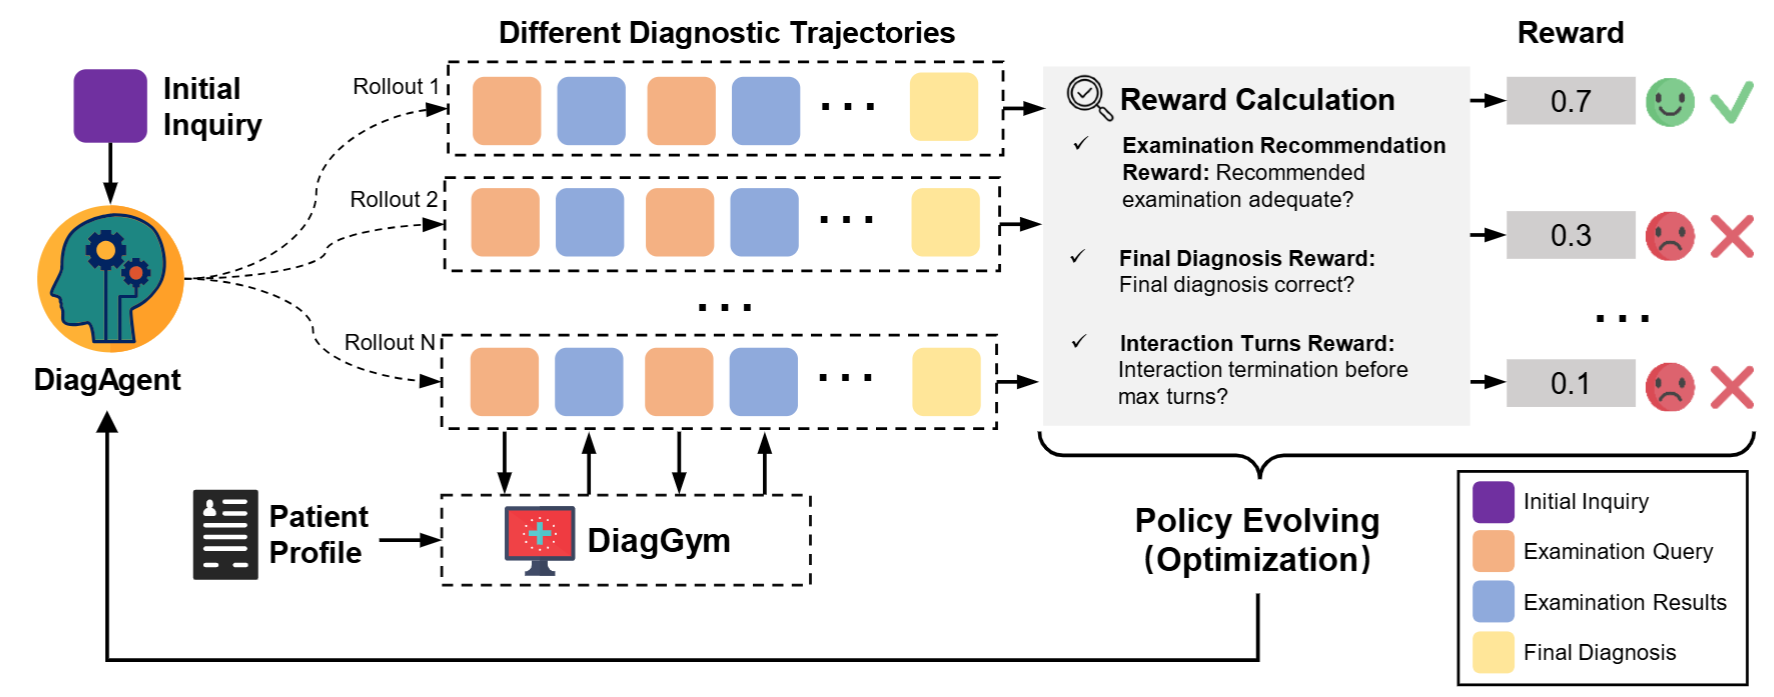 Different Diagnostic Trajectories
Reward
Initial
Inquiry
Rollout 1
Rollout 2
Rollout N
DiagAgent
Reward Calculation
✓ Examination Recommendation
Reward: Recommended
examination adequate?
✓ Final Diagnosis Reward:
Final diagnosis correct?
✓ Interaction Turns Reward:
Interaction termination before
max turns?
0.7
0.3
0.1
Patient
Profile
DiagGym
Policy Evolving
(Optimization)
Initial Inquiry
Examination Query
Examination Results
Final Diagnosis